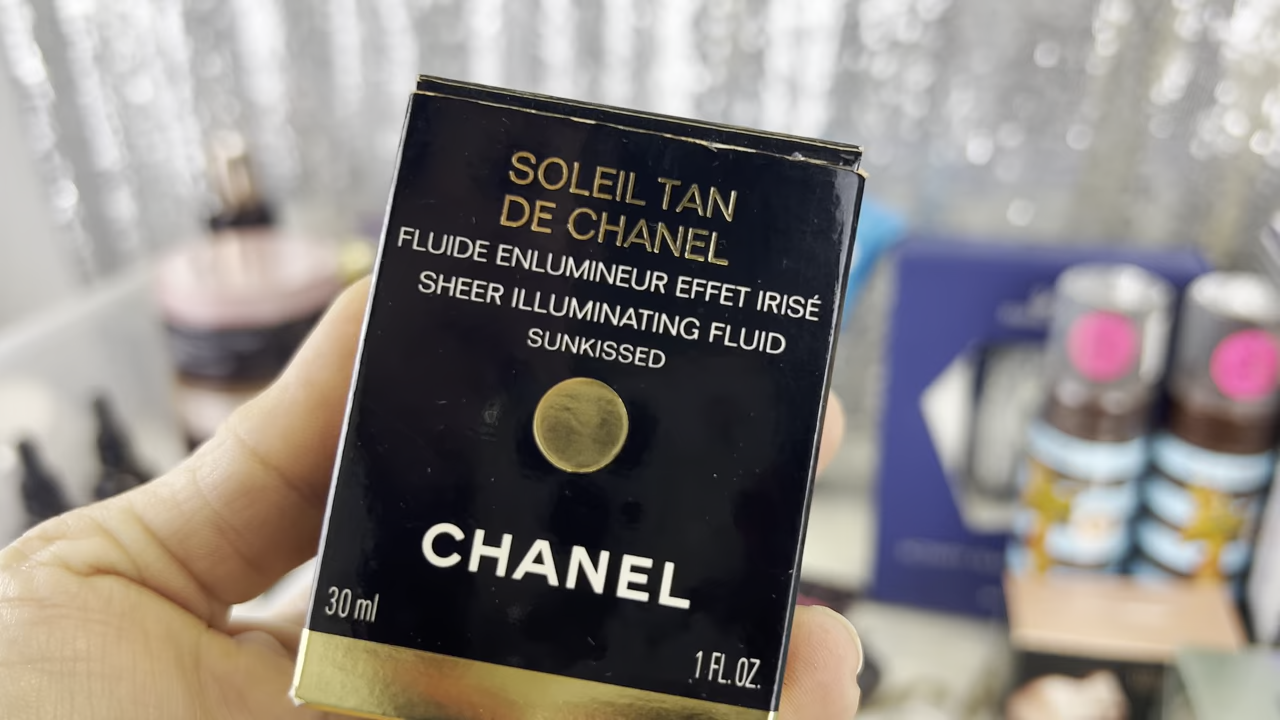 SOLEIL TAN
DE CHANEL
FLUIDE ENLUMINEUR EFFET IRISÉ
SHEER ILLUMINATING FLUID
SUNKISSED
CHANEL
30 ml
1 FL. OZ.